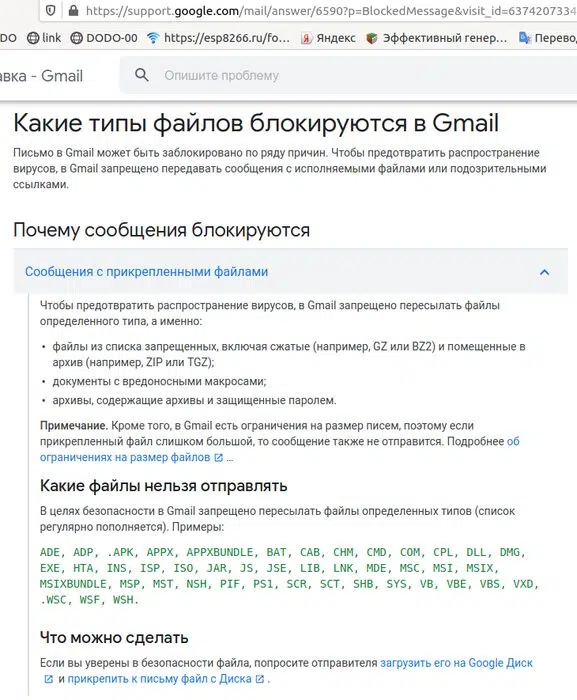 https://support.google.com/mail/answer/6590?p=BlockedMessage&visit_id=6374207334
DO link DODO-00 https://esp8266.ru/fo… Яндекс Эффективный генер… Перево
авка - Gmail Опишите проблему
Какие типы файлов блокируются в Gmail
Письмо в Gmail может быть заблокировано по ряду причин. Чтобы предотвратить распространение
вирусов, в Gmail запрещено передавать сообщения с исполняемыми файлами или подозрительными
ссылками.
Почему сообщения блокируются
Сообщения с прикрепленными файлами
Чтобы предотвратить распространение вирусов, в Gmail запрещено пересылать файлы
определенного типа, а именно:
• файлы из списка запрещенных, включая сжатые (например, GZ или BZ2) и помещенные в
архив (например, ZIP или TGZ);
• документы с вредоносными макросами;
• архивы, содержащие архивы и защищенные паролем.
Примечание. Кроме того, в Gmail есть ограничения на размер писем, поэтому если
прикрепленный файл слишком большой, то сообщение также не отправится. Подробнее об
ограничениях на размер файлов …
Какие файлы нельзя отправлять
В целях безопасности в Gmail запрещено пересылать файлы определенных типов (список
регулярно пополняется). Примеры:
ADE, ADP, .APK, APPX, APPXBUNDLE, BAT, CAB, CHM, CMD, COM, CPL, DLL, DMG,
EXE, HTA, INS, ISP, ISO, JAR, JS, JSE, LIB, LNK, MDE, MSC, MSI, MSIX,
MSIXBUNDLE, MSP, MST, NSH, PIF, PS1, SCR, SCT, SHB, SYS, VB, VBE, VBS, VXD,
.WSC, WSF, WSH.
Что можно сделать
Если вы уверены в безопасности файла, попросите отправителя загрузить его на Google Диск
и прикрепить к письму файл с Диска .